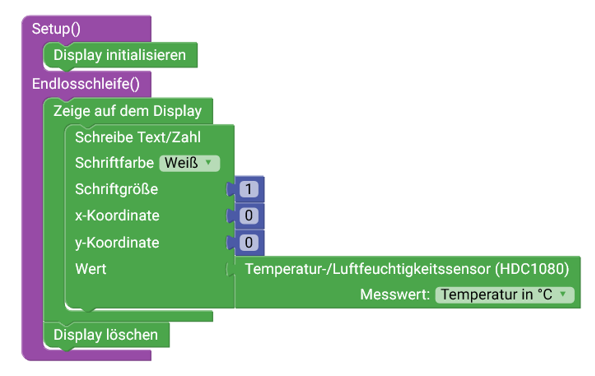 Setup()
Display initialisieren
Endlosschleife()
Zeige auf dem Display
Schreibe Text/Zahl
Schriftfarbe Weiß
Schriftgröße 1
x-Koordinate 0
y-Koordinate 0
Wert Temperatur-/Luftfeuchtigkeitssensor (HDC1080)
Messwert: Temperatur in °C
Display löschen